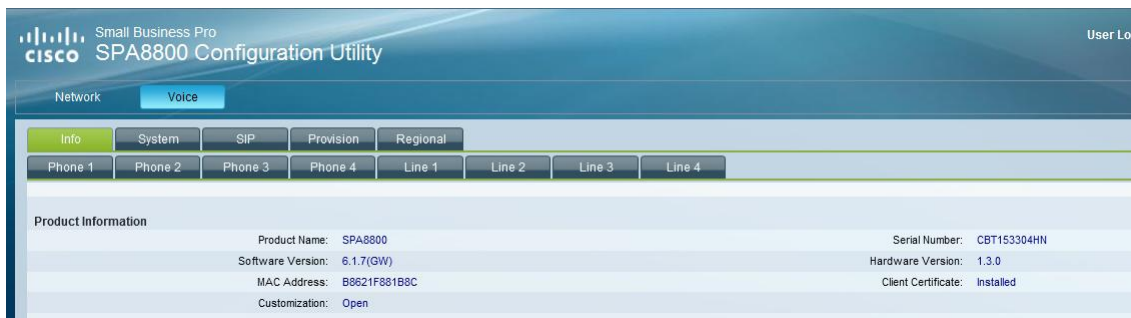 Small Business Pro
cisco SPA8800 Configuration Utility
User Lo
Network Voice
Info System SIP Provision Regional
Phone 1 Phone 2 Phone 3 Phone 4 Line 1 Line 2 Line 3 Line 4
Product Information
Product Name: SPA8800 Serial Number: CBT153304HN
Software Version: 6.1.7(GW) Hardware Version: 1.3.0
MAC Address: B8621F881B8C Client Certificate: Installed
Customization: Open